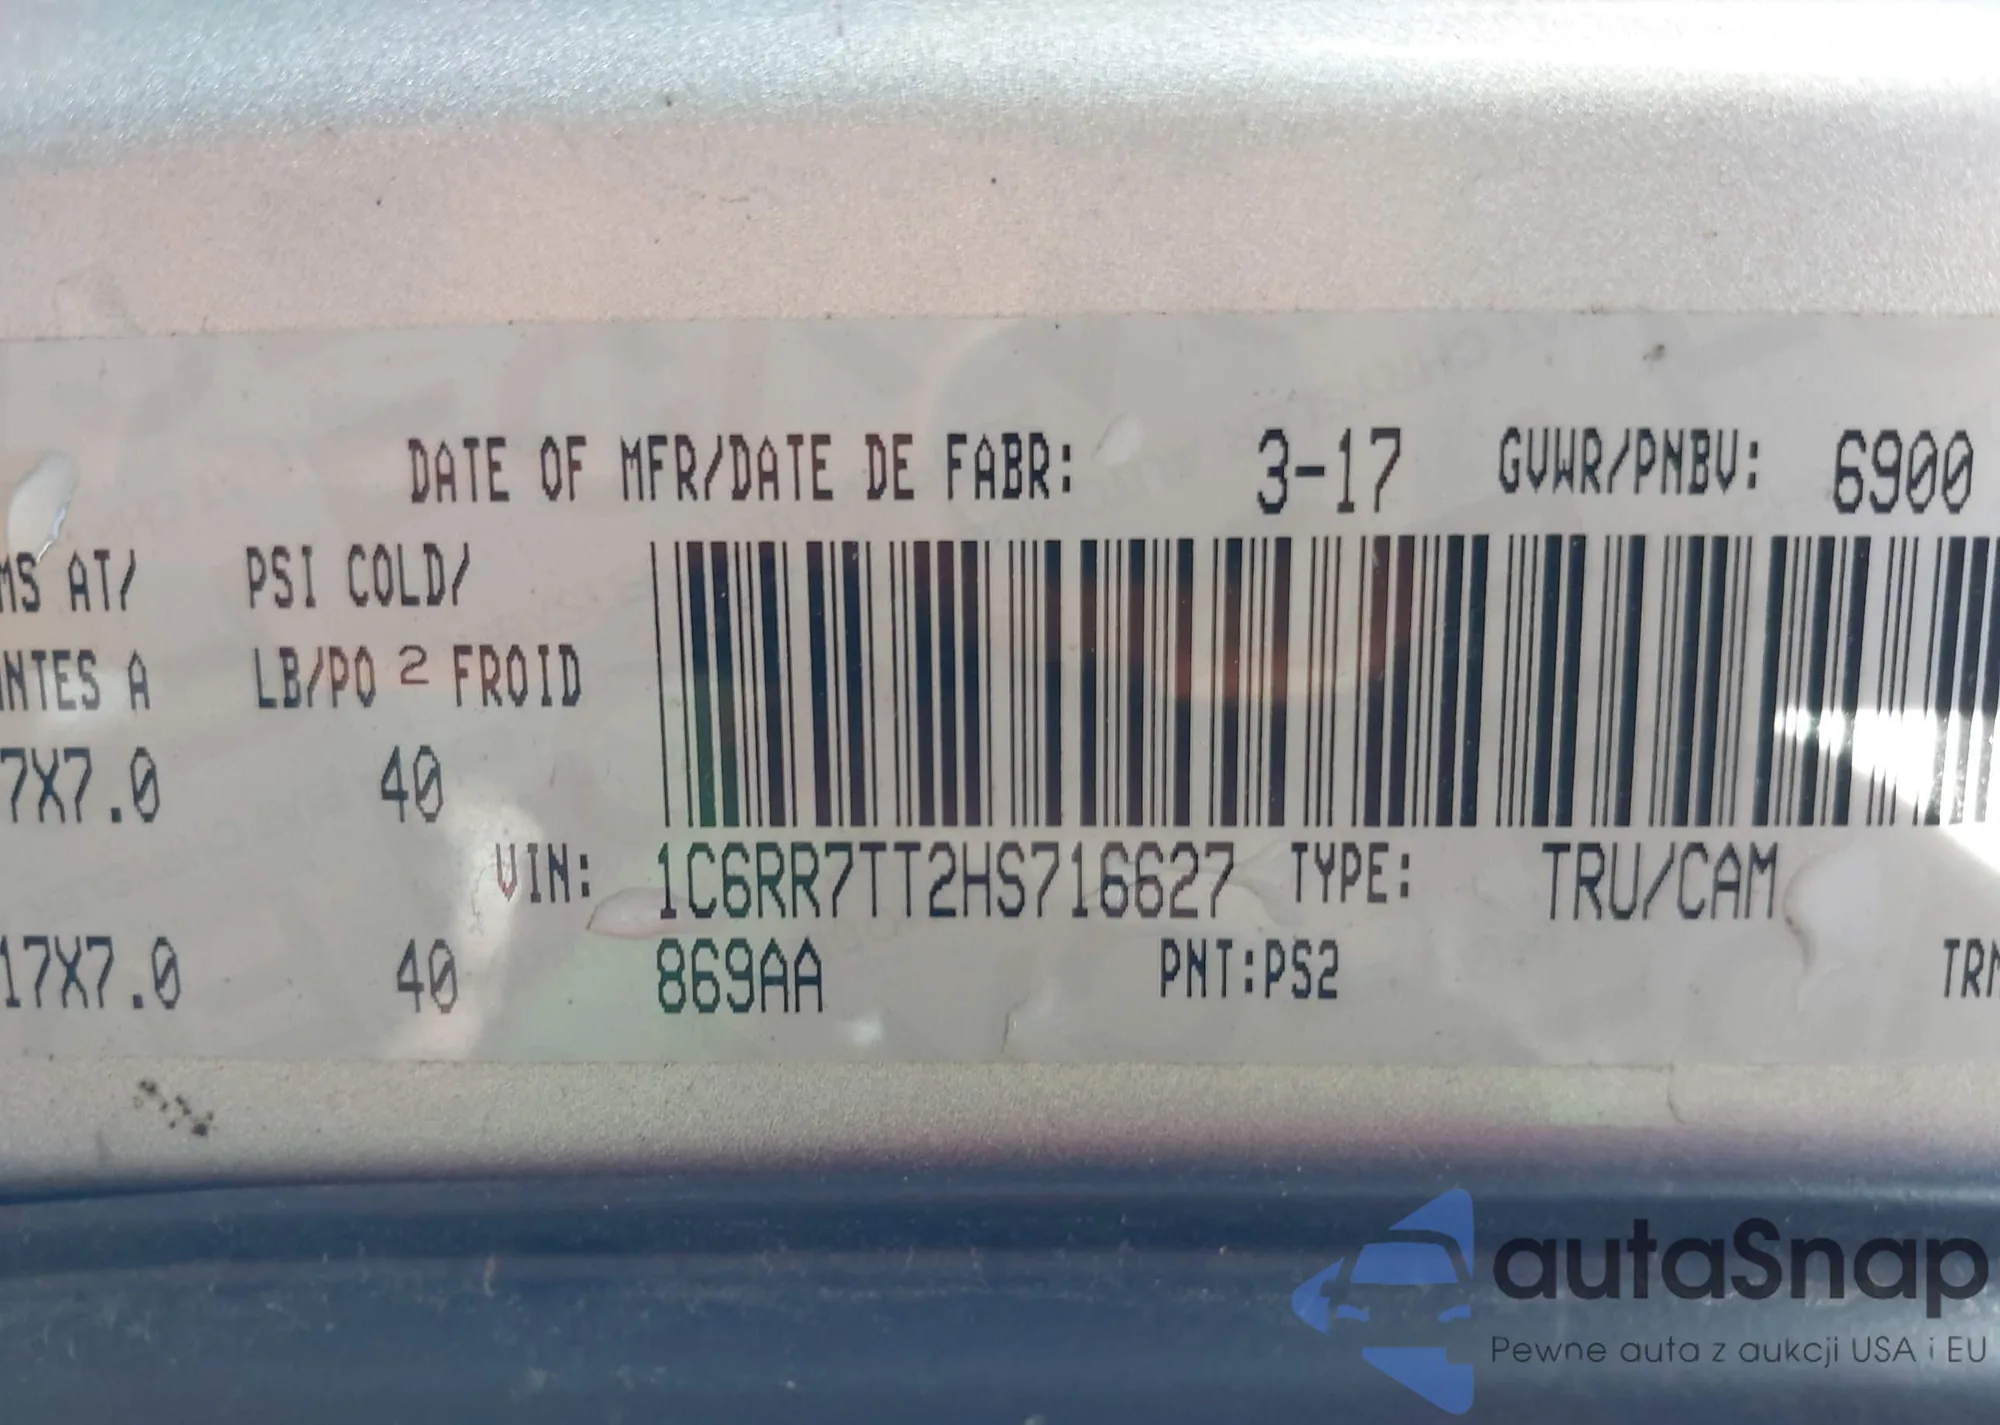 DATE OF MFR/DATE DE FABR: 3-17 GVWR/PNBV: 6900
MS AT/ PSI COLD/
NTES A LB/PO 2 FROID
7X7.0 40
VIN: 1C6RR7TT2HS716627 TYPE: TRU/CAM
17X7.0 40 869AA PNT:PS2 TRM
autaSnap
Pewne auta z aukcji USA i EU